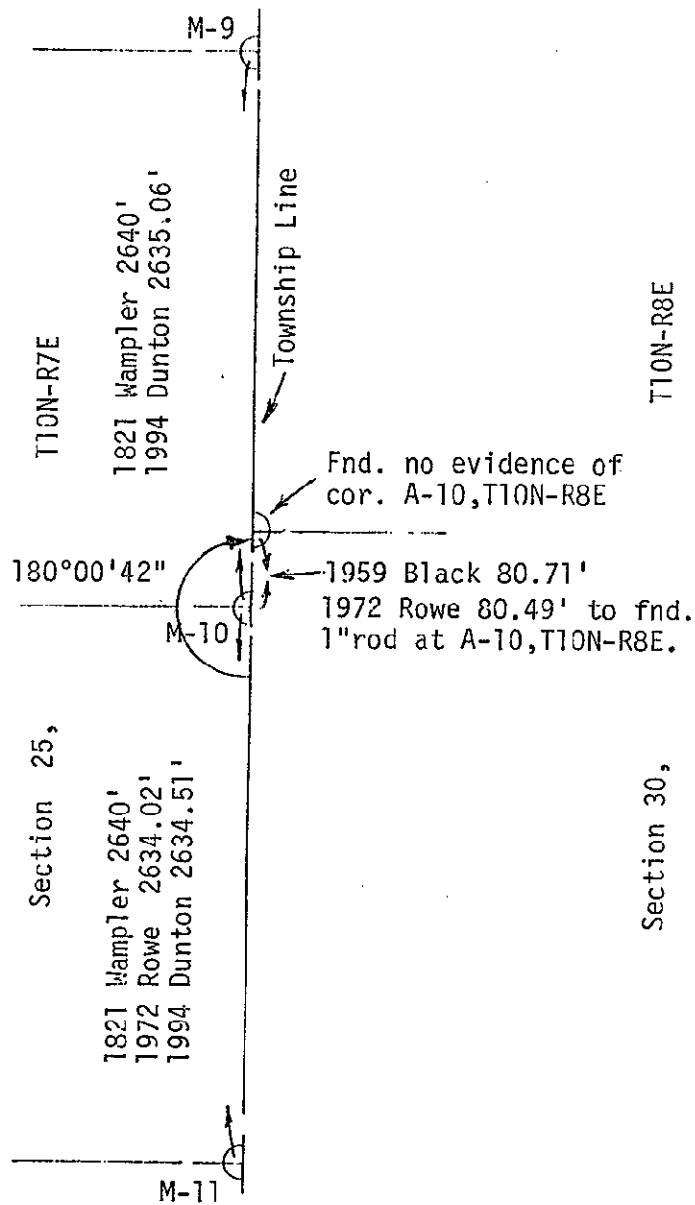 M-9
T10N-R7E
1821 Wampler 2640'
1994 Dunton 2635.06'
Township Line
T10N-R8E
Fnd. no evidence of
cor. A-10,T10N-R8E
180°00'42"
M-10
1959 Black 80.71'
1972 Rowe 80.49' to fnd.
1"rod at A-10,T10N-R8E.
Section 25,
1821 Wampler 2640'
1972 Rowe 2634.02'
1994 Dunton 2634.51'
Section 30,
M-11